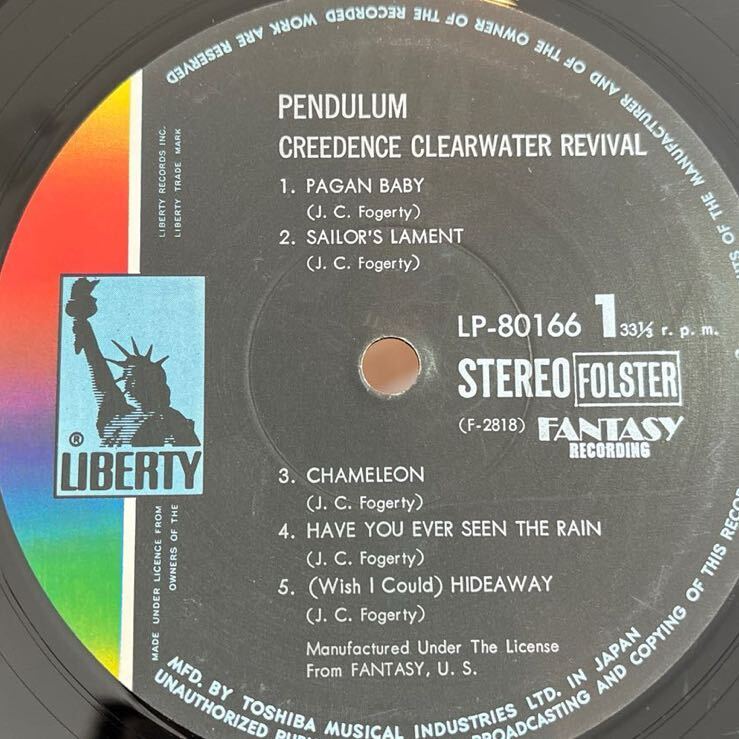 PENDULUM
CREEDENCE CLEARWATER REVIVAL
1. PAGAN BABY
(J. C. Fogerty)
2. SAILOR'S LAMENT
(J. C. Fogerty)
LP-80166 1 33⅓ r. p. m.
STEREO FOLSTER
(F-2818) FANTASY
RECORDING
3. CHAMELEON
(J. C. Fogerty)
4. HAVE YOU EVER SEEN THE RAIN
(J. C. Fogerty)
5. (Wish I Could) HIDEAWAY
(J. C. Fogerty)
Manufactured Under The License
From FANTASY, U. S.
LIBERTY RECORDS INC.
LIBERTY TRADE MARK
®
LIBERTY
MADE UNDER LICENCE FROM
OWNERS OF THE
MFD. BY TOSHIBA MUSICAL INDUSTRIES LTD. IN JAPAN
UNAUTHORIZED
BROADCASTING AND COPYING OF THIS
OF THE MANUFACTURER AND OF THE OWNER OF THE RECORDED WORK ARE RESERVED